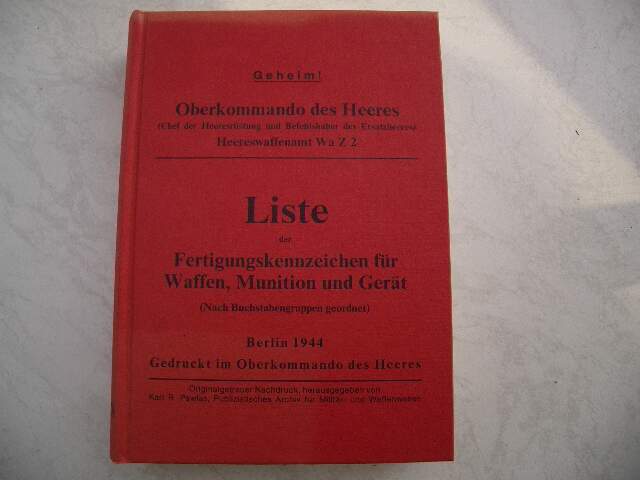 Geheim!
Oberkommando des Heeres
(Chef der Heeresrüstung und Befehlshaber des Ersatzheeres)
Heereswaffenamt Wa Z 2
Liste
der
Fertigungskennzeichen für
Waffen, Munition und Gerät
(Nach Buchstabengruppen geordnet)
Berlin 1944
Gedruckt im Oberkommando des Heeres
Originalgetreuer Nachdruck, herausgegeben von
Karl R. Pawlas, Publizistisches Archiv für Militär- und Waffenwesen